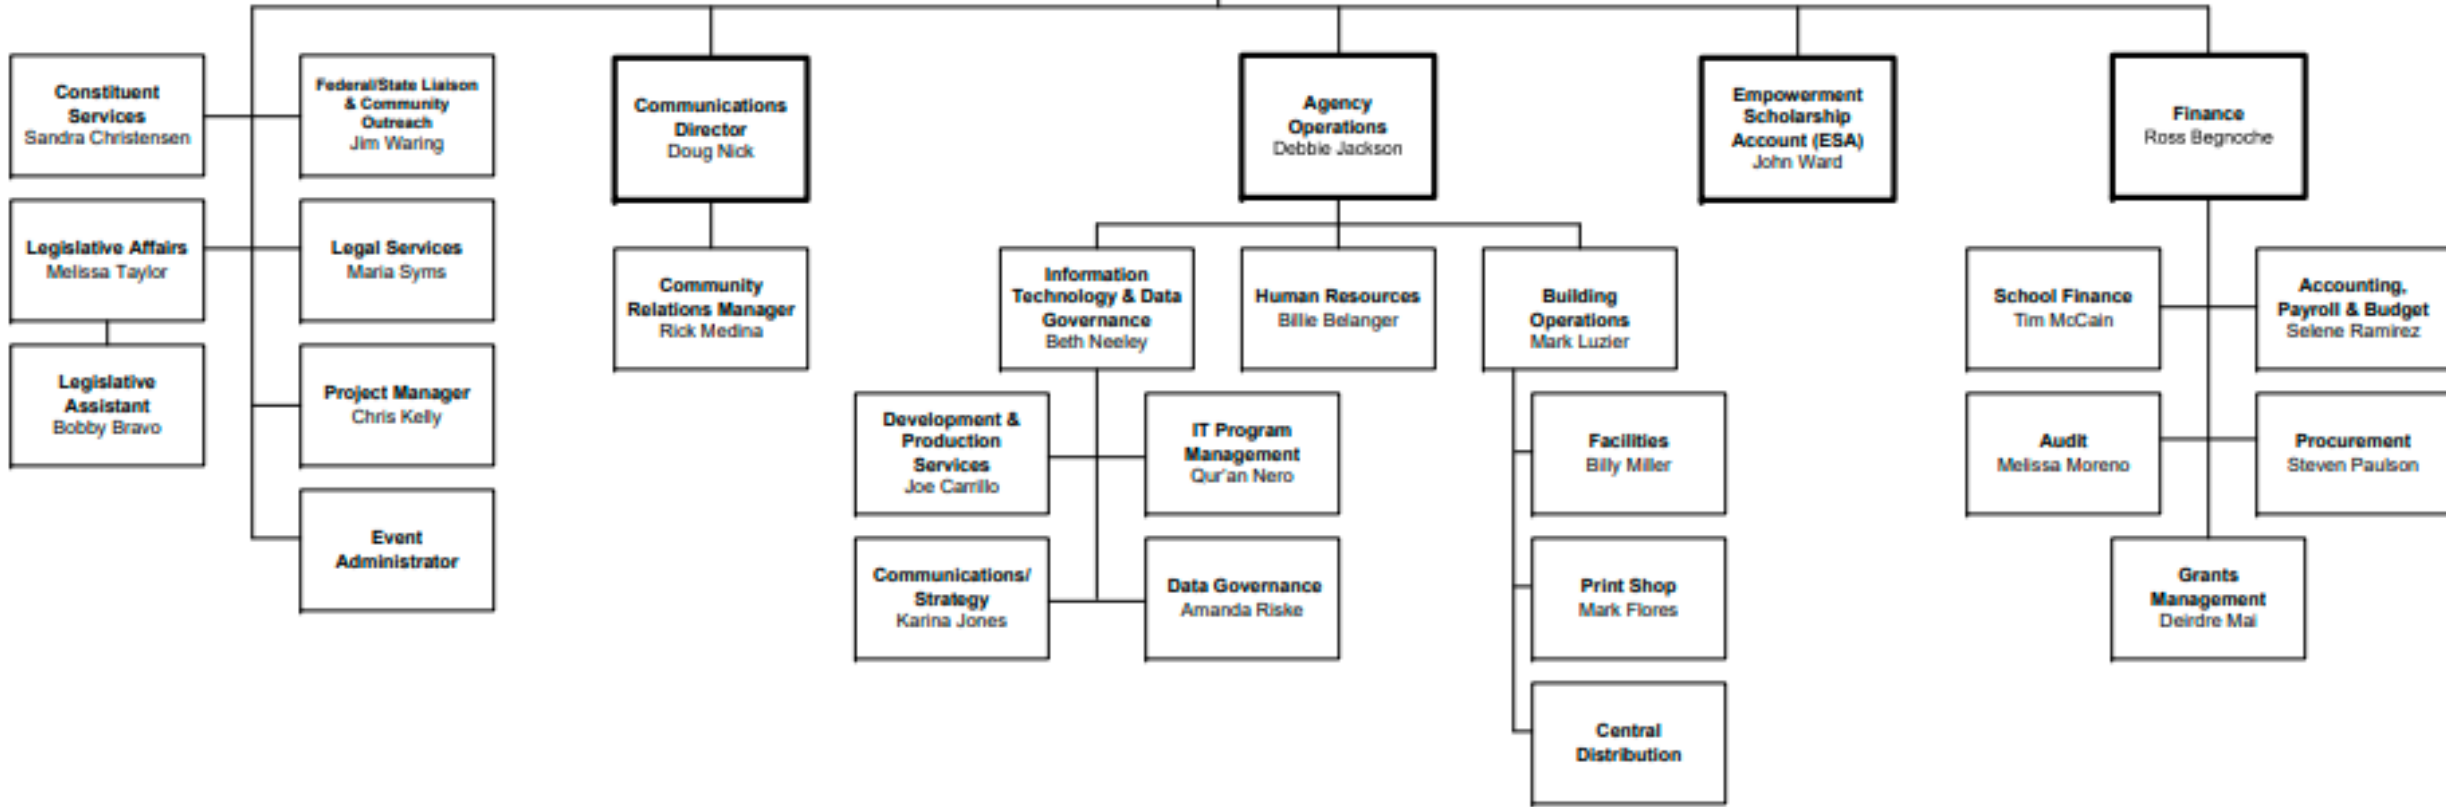 Constituent
Services
Sandra Christensen
Federal/State Liaison
& Community
Outreach
Jim Waring
Legislative Affairs
Melissa Taylor
Legal Services
Maria Syms
Legislative
Assistant
Bobby Bravo
Project Manager
Chris Kelly
Event
Administrator
Communications
Director
Doug Nick
Community
Relations Manager
Rick Medina
Agency
Operations
Debbie Jackson
Information
Technology & Data
Governance
Beth Neeley
Human Resources
Billie Belanger
Building
Operations
Mark Luzier
Development &
Production
Services
Joe Carrillo
IT Program
Management
Qur'an Nero
Communications/
Strategy
Karina Jones
Data Governance
Amanda Riske
Facilities
Billy Miller
Print Shop
Mark Flores
Central
Distribution
Empowerment
Scholarship
Account (ESA)
John Ward
Finance
Ross Begnoche
School Finance
Tim McCain
Accounting,
Payroll & Budget
Selene Ramirez
Audit
Melissa Moreno
Procurement
Steven Paulson
Grants
Management
Deirdre Mai